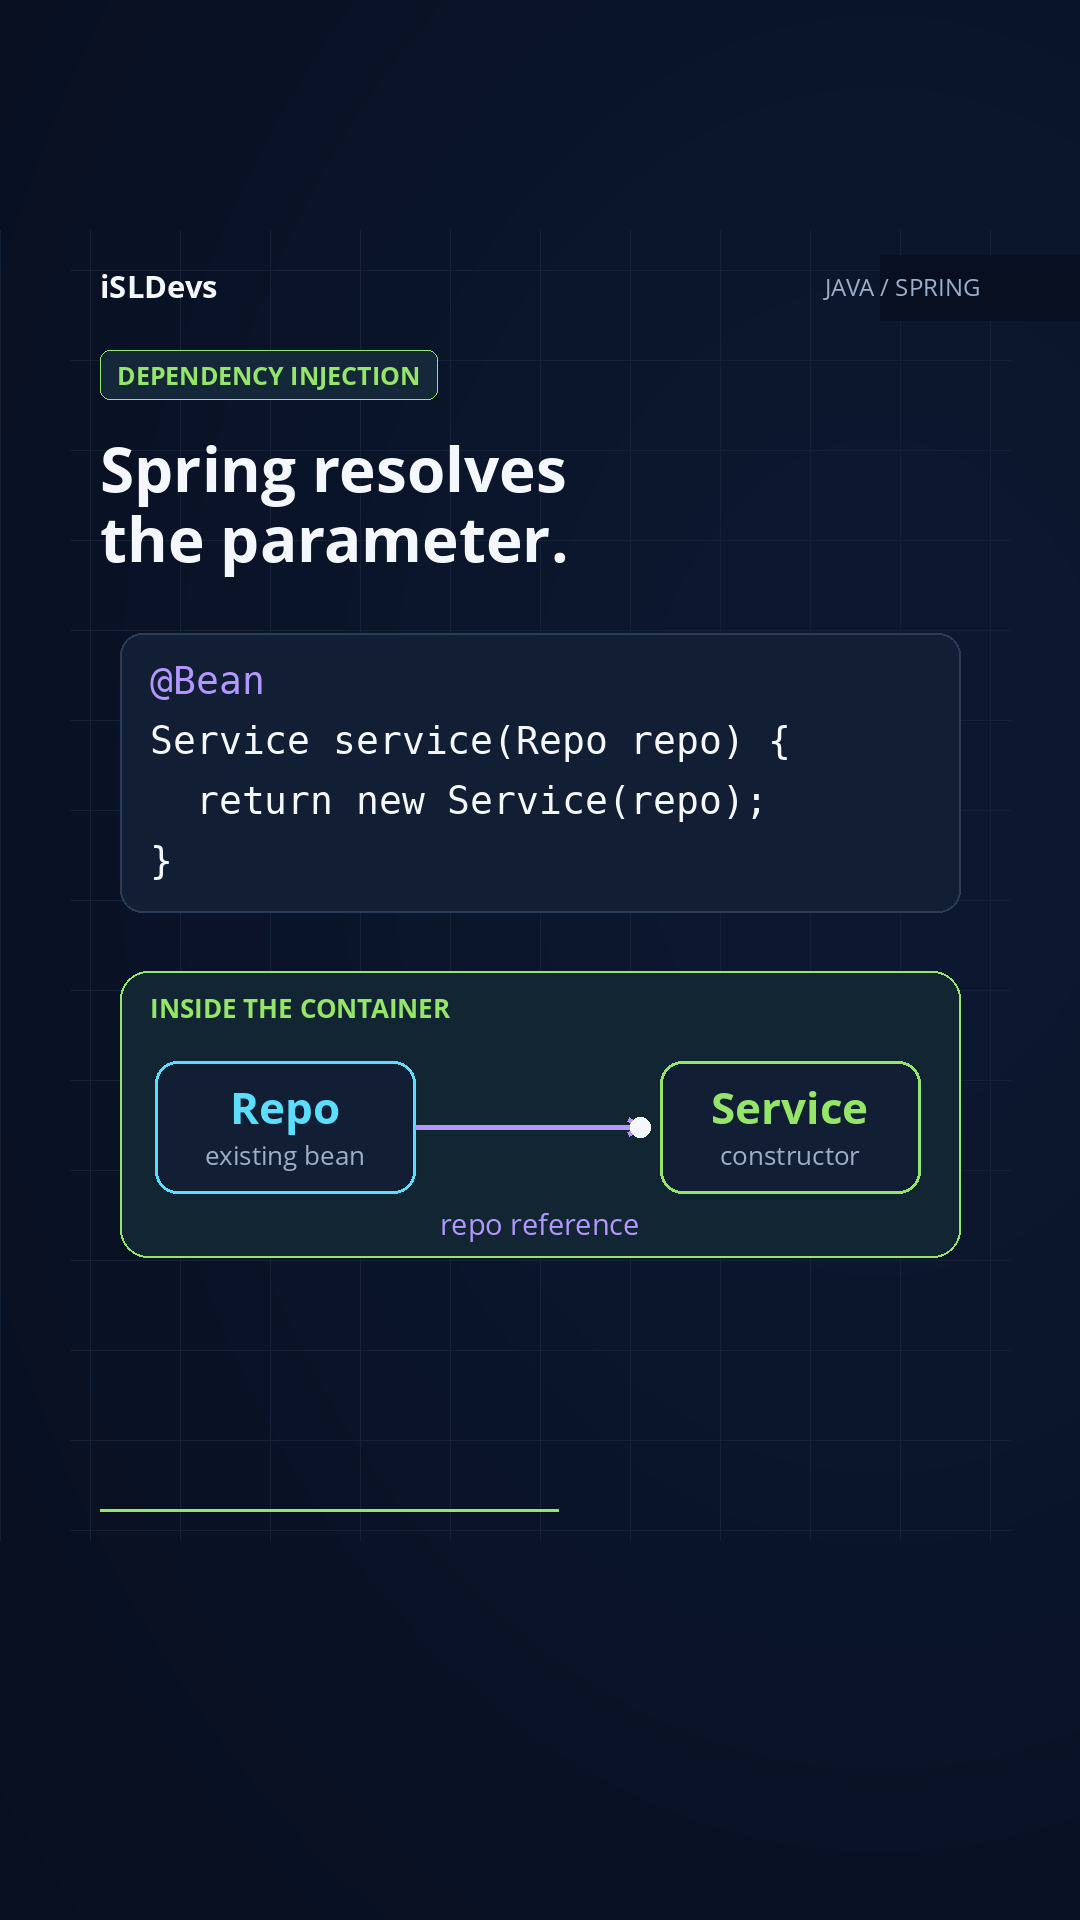 iSLDevs
JAVA / SPRING
DEPENDENCY INJECTION
Spring resolves
the parameter.
@Bean
Service service(Repo repo) {
  return new Service(repo);
}
INSIDE THE CONTAINER
Repo
existing bean
Service
constructor
repo reference